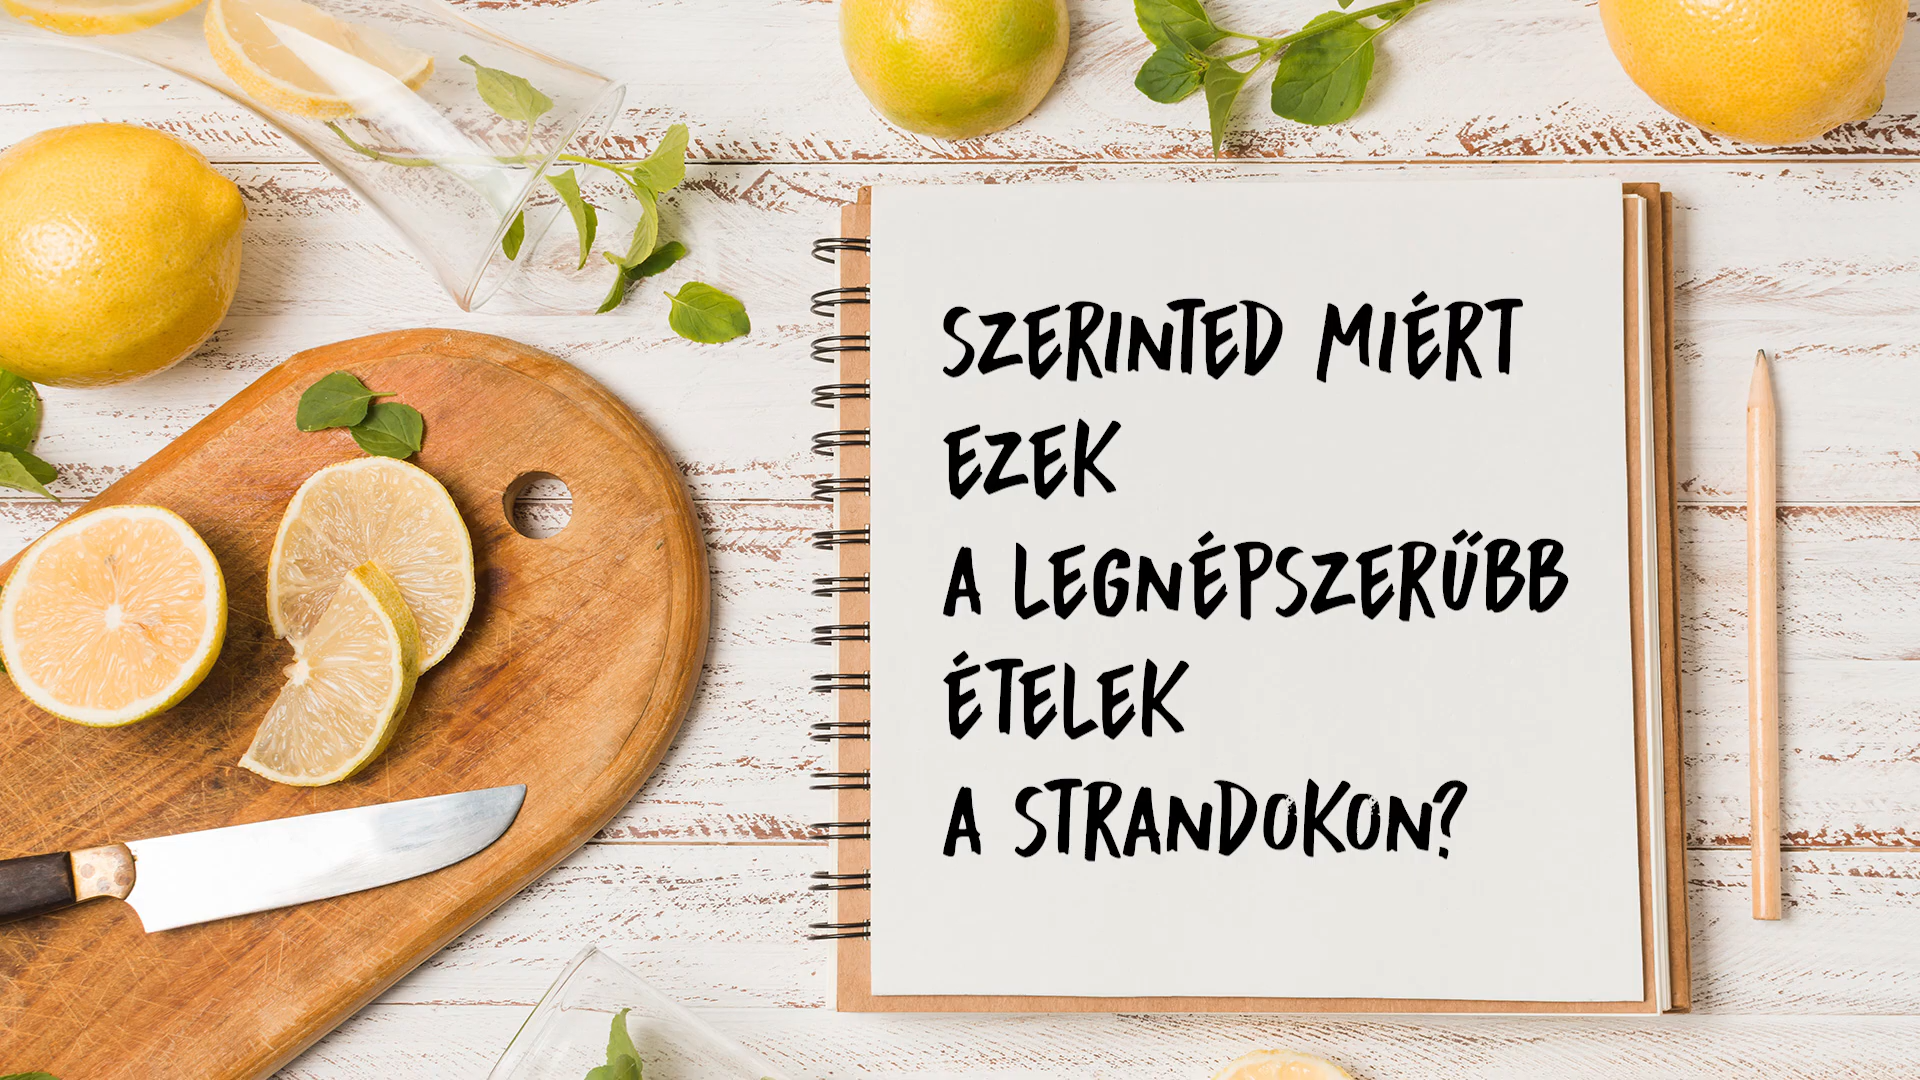 SZERINTED MIÉRT
EZEK
A LEGNÉPSZERŰBB
ÉTELEK
A STRANDOKON?